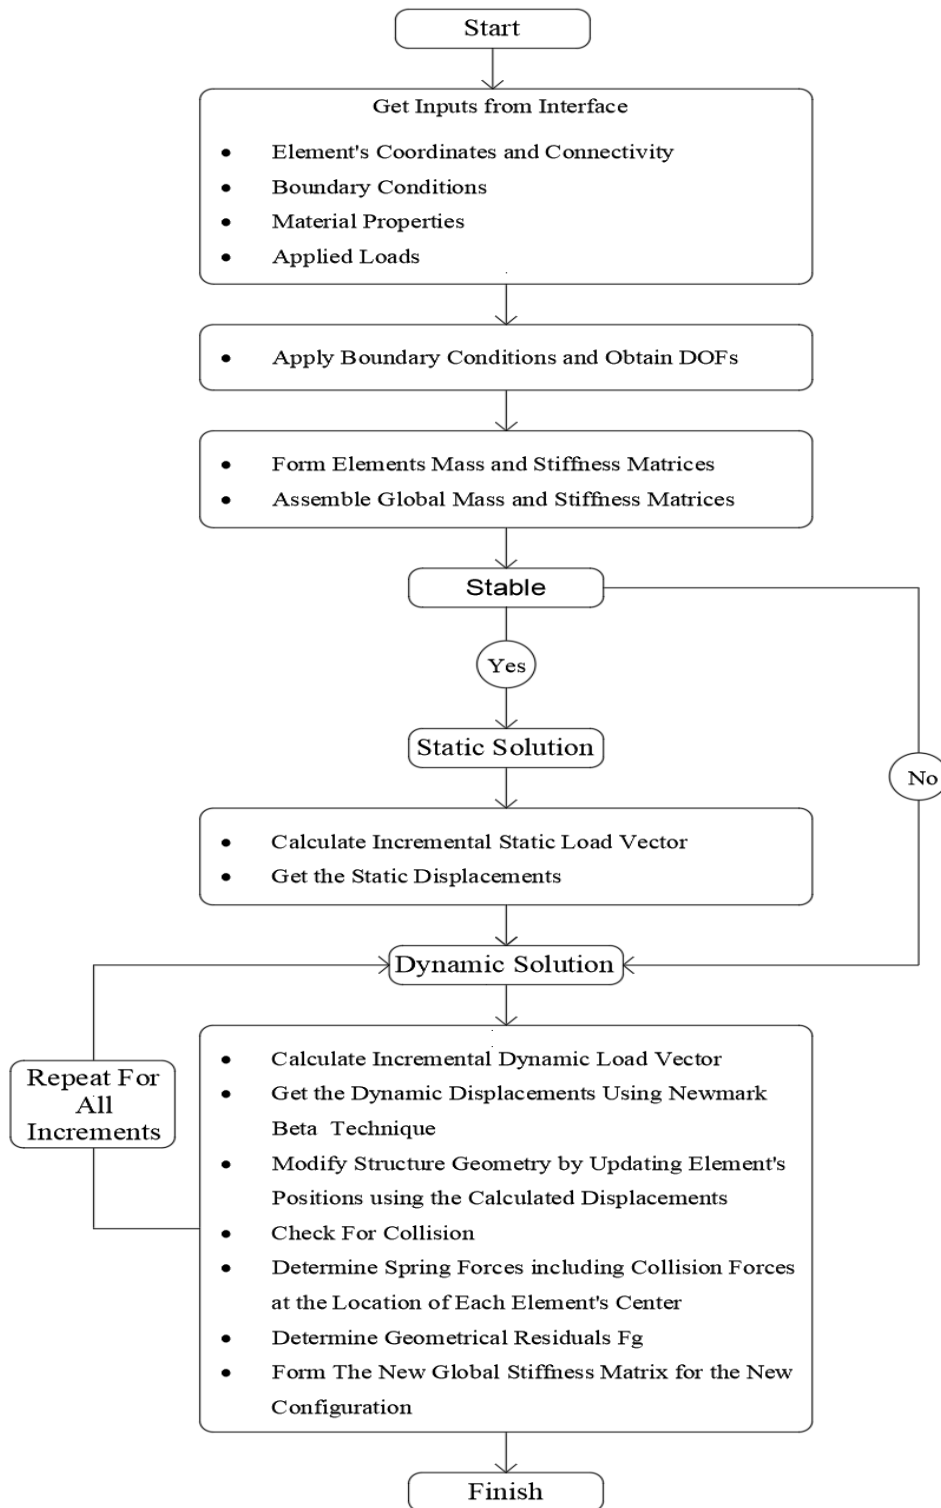 Start
Get Inputs from Interface
• Element's Coordinates and Connectivity
• Boundary Conditions
• Material Properties
• Applied Loads
• Apply Boundary Conditions and Obtain DOFs
• Form Elements Mass and Stiffness Matrices
• Assemble Global Mass and Stiffness Matrices
Stable
Yes
Static Solution
No
• Calculate Incremental Static Load Vector
• Get the Static Displacements
Dynamic Solution
Repeat For
All
Increments
• Calculate Incremental Dynamic Load Vector
• Get the Dynamic Displacements Using Newmark
Beta Technique
• Modify Structure Geometry by Updating Element's
Positions using the Calculated Displacements
• Check For Collision
• Determine Spring Forces including Collision Forces
at the Location of Each Element's Center
• Determine Geometrical Residuals Fg
• Form The New Global Stiffness Matrix for the New
Configuration
Finish